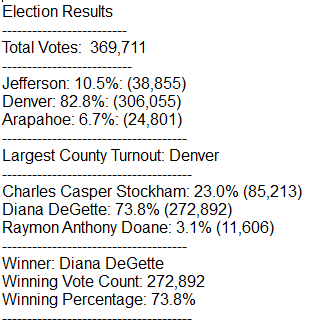 Election Results
-------------------------
Total Votes:  369,711
--------------------------
Jefferson: 10.5%: (38,855)
Denver: 82.8%: (306,055)
Arapahoe: 6.7%: (24,801)
-------------------------------------
Largest County Turnout: Denver
--------------------------------------
Charles Casper Stockham: 23.0% (85,213)
Diana DeGette: 73.8% (272,892)
Raymon Anthony Doane: 3.1% (11,606)
-------------------------------------
Winner: Diana DeGette
Winning Vote Count: 272,892
Winning Percentage: 73.8%
--------------------------------------